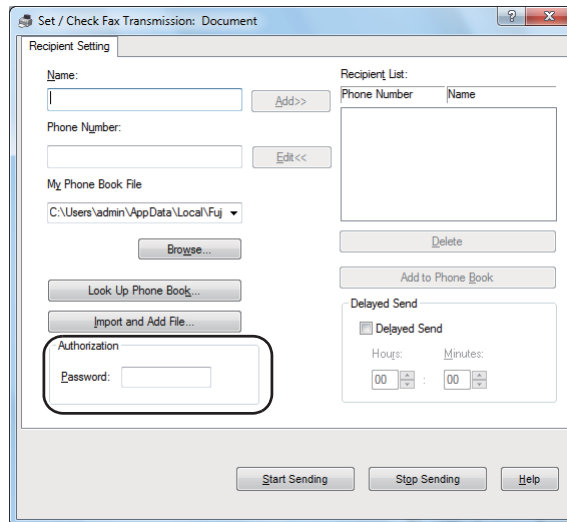 Set / Check Fax Transmission: Document
Recipient Setting
Name:
Add>>
Phone Number:
Edit<<
My Phone Book File
C:\Users\admin\AppData\Local\Fuj
Browse...
Look Up Phone Book...
Import and Add File...
Authorization
Password:
Recipient List:
Phone Number Name
Delete
Add to Phone Book
Delayed Send
Delayed Send
Hours: Minutes:
00 : 00
Start Sending Stop Sending Help